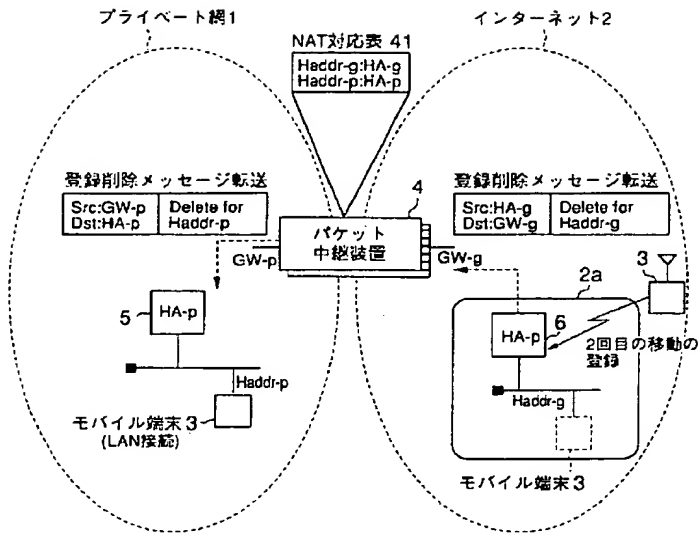 プライベート網1
インターネット2
NAT対応表 41
Haddr-g:HA-g
Haddr-p:HA-p
登録削除メッセージ転送
Src:GW-p
Dst:HA-p
Delete for
Haddr-p
4
登録削除メッセージ転送
Src:HA-g
Dst:GW-g
Delete for
Haddr-g
パケット
中継装置
GW-p
GW-g
3
2a
5
HA-p
HA-p
6
2回目の移動の
登録
Haddr-p
Haddr-g
モバイル端末3
(LAN接続)
モバイル端末3